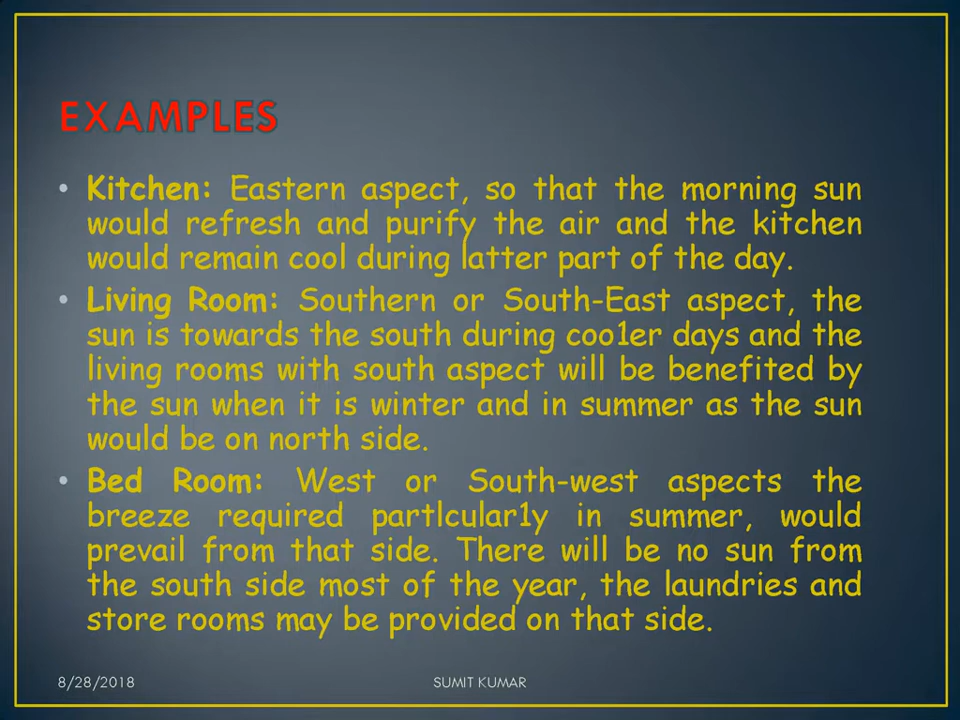 EXAMPLES
• Kitchen: Eastern aspect, so that the morning sun
would refresh and purify the air and the kitchen
would remain cool during latter part of the day.
• Living Room: Southern or South-East aspect, the
sun is towards the south during coo1er days and the
living rooms with south aspect will be benefited by
the sun when it is winter and in summer as the sun
would be on north side.
• Bed Room: West or South-west aspects the
breeze required partlcular1y in summer, would
prevail from that side. There will be no sun from
the south side most of the year, the laundries and
store rooms may be provided on that side.
8/28/2018
SUMIT KUMAR